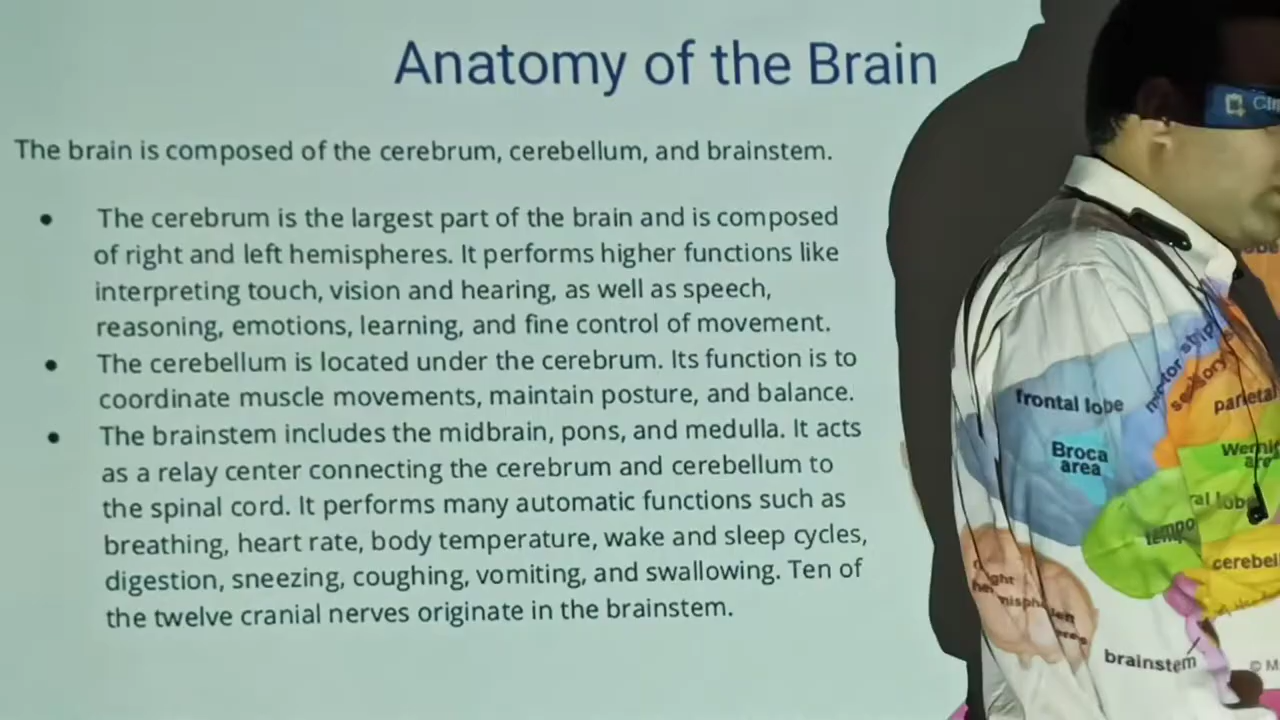 Anatomy of the Brain
The brain is composed of the cerebrum, cerebellum, and brainstem.
● The cerebrum is the largest part of the brain and is composed
of right and left hemispheres. It performs higher functions like
interpreting touch, vision and hearing, as well as speech,
reasoning, emotions, learning, and fine control of movement.
● The cerebellum is located under the cerebrum. Its function is to
coordinate muscle movements, maintain posture, and balance.
● The brainstem includes the midbrain, pons, and medulla. It acts
as a relay center connecting the cerebrum and cerebellum to
the spinal cord. It performs many automatic functions such as
breathing, heart rate, body temperature, wake and sleep cycles,
digestion, sneezing, coughing, vomiting, and swallowing. Ten of
the twelve cranial nerves originate in the brainstem.
motor strip
sensory
frontal lobe
parietal
Broca
area
brainstem